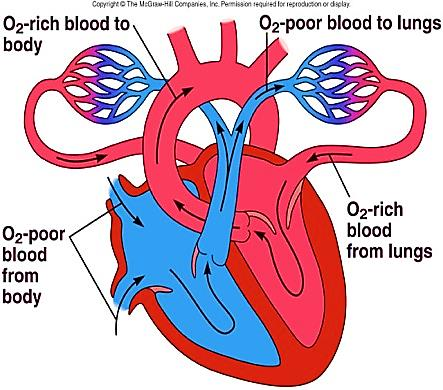 Copyright © The McGraw-Hill Companies, Inc. Permission required for reproduction or display.
O₂-rich blood to
body
O₂-poor blood to lungs
O₂-poor
blood
from
body
O₂-rich
blood
from lungs